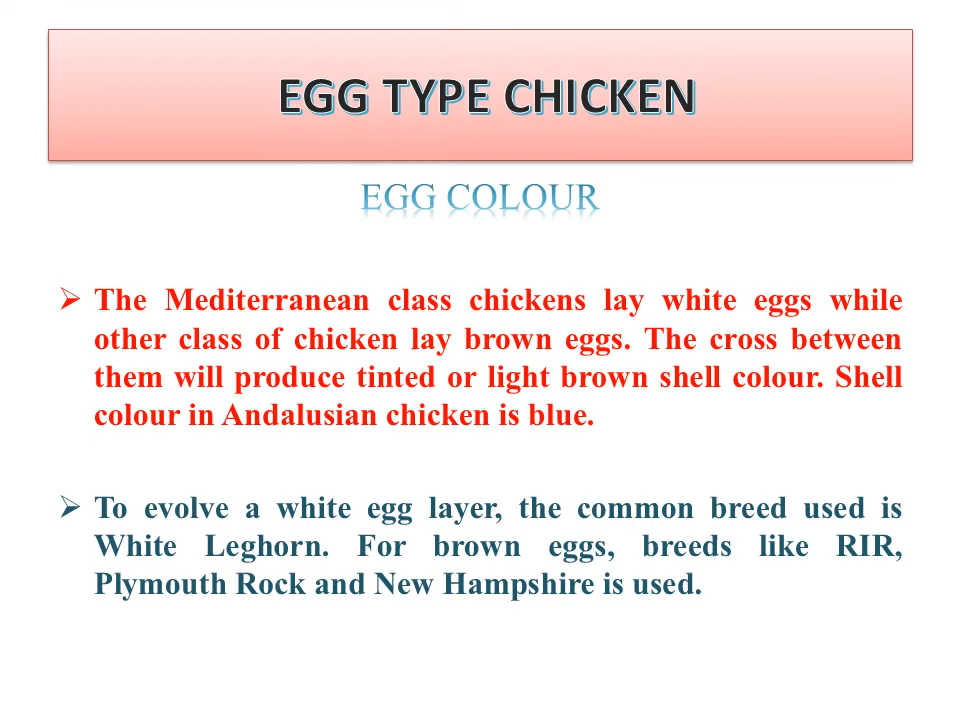 EGG TYPE CHICKEN
EGG COLOUR
➢ The Mediterranean class chickens lay white eggs while
other class of chicken lay brown eggs. The cross between
them will produce tinted or light brown shell colour. Shell
colour in Andalusian chicken is blue.
➢ To evolve a white egg layer, the common breed used is
White Leghorn. For brown eggs, breeds like RIR,
Plymouth Rock and New Hampshire is used.